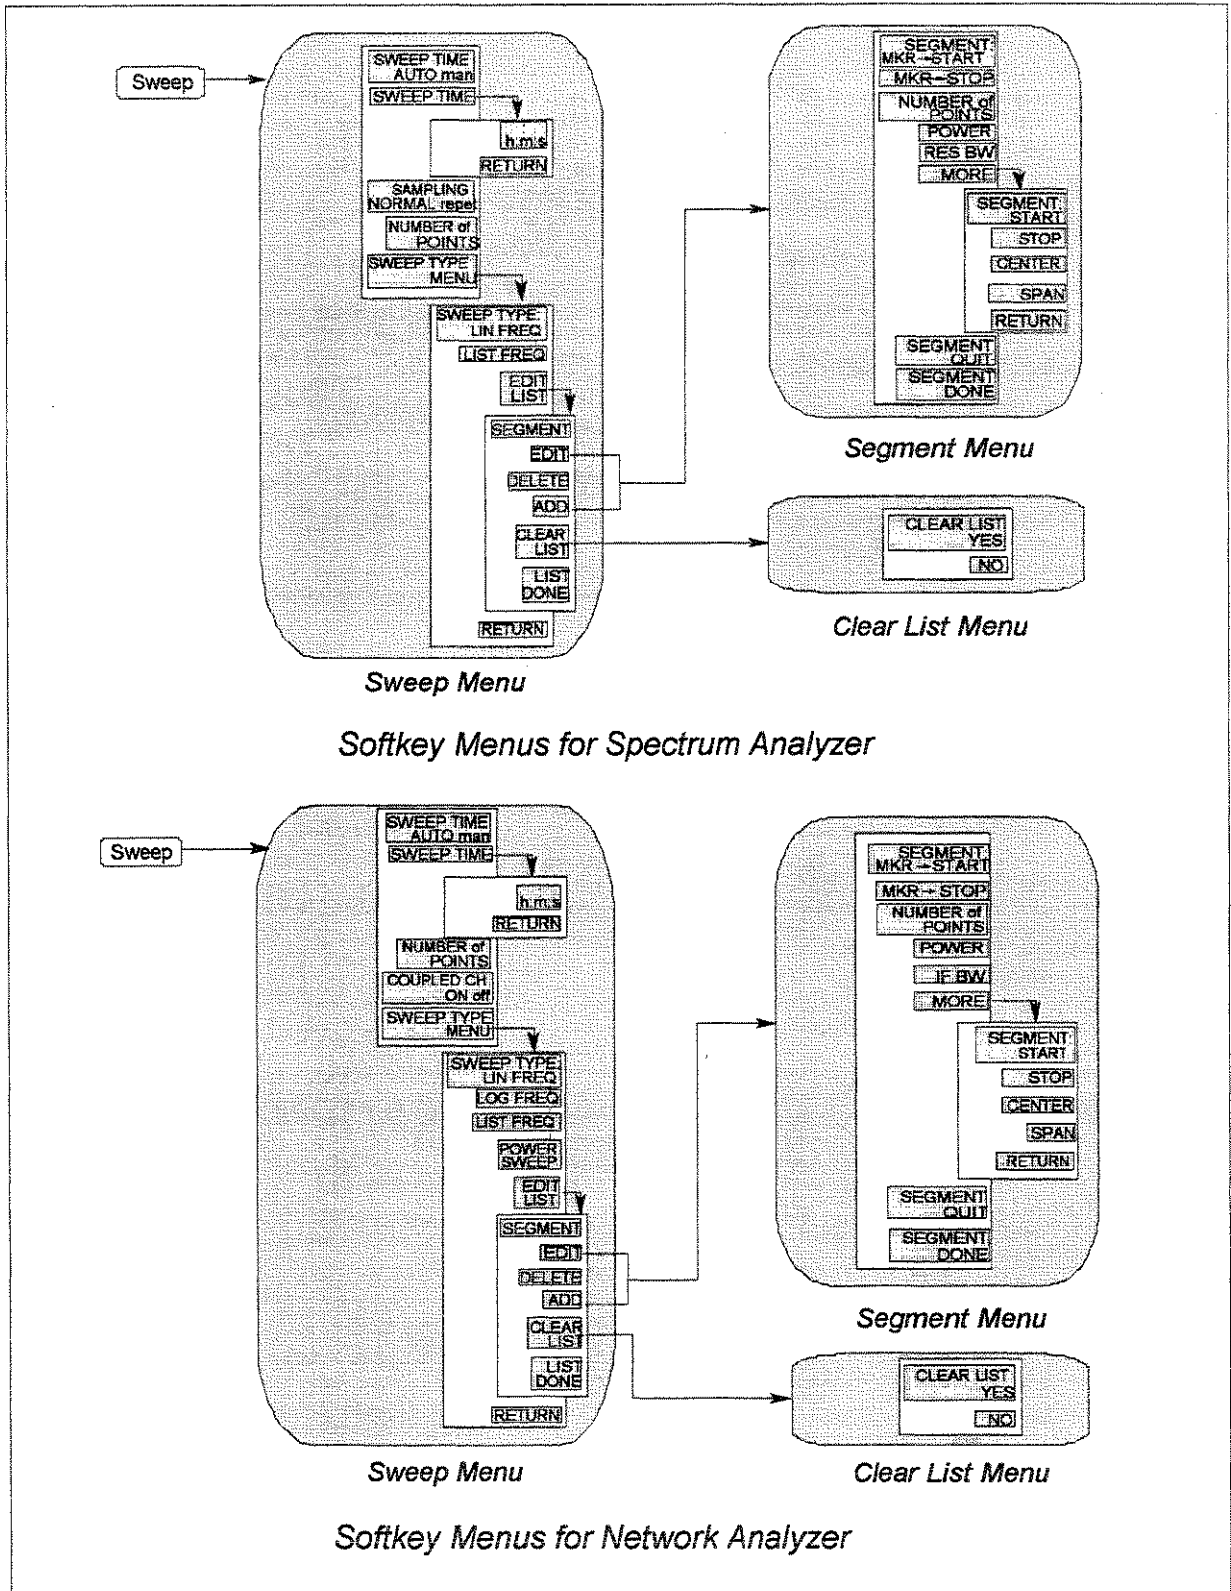 Sweep
SWEEP TIME
AUTO man
SWEEP TIME
h.m.s
RETURN
SAMPLING
NORMAL repet
NUMBER of
POINTS
SWEEP TYPE
MENU
SWEEP TYPE:
LIN FREQ
LIST FREQ
EDIT
LIST
SEGMENT
EDIT
DELETE
ADD
CLEAR
LIST
LIST
DONE
RETURN
Sweep Menu
SEGMENT:
MKR→START
MKR→STOP
NUMBER of
POINTS
POWER
RES BW
MORE
SEGMENT:
START
STOP
CENTER
SPAN
RETURN
SEGMENT
QUIT
SEGMENT
DONE
Segment Menu
CLEAR LIST
YES
NO
Clear List Menu
Softkey Menus for Spectrum Analyzer
Sweep
SWEEP TIME
AUTO man
SWEEP TIME
h:m:s
RETURN
NUMBER of
POINTS
COUPLED CH
ON off
SWEEP TYPE
MENU
SWEEP TYPE:
LIN FREQ
LOG FREQ
LIST FREQ
POWER
SWEEP
EDIT
LIST
SEGMENT:
EDIT
DELETE
ADD
CLEAR
LIST
LIST
DONE
RETURN
Sweep Menu
SEGMENT:
MKR→START
MKR→STOP
NUMBER of
POINTS
POWER
IF BW
MORE
SEGMENT:
START
STOP
CENTER
SPAN
RETURN
SEGMENT
QUIT
SEGMENT
DONE
Segment Menu
CLEAR LIST
YES
NO
Clear List Menu
Softkey Menus for Network Analyzer